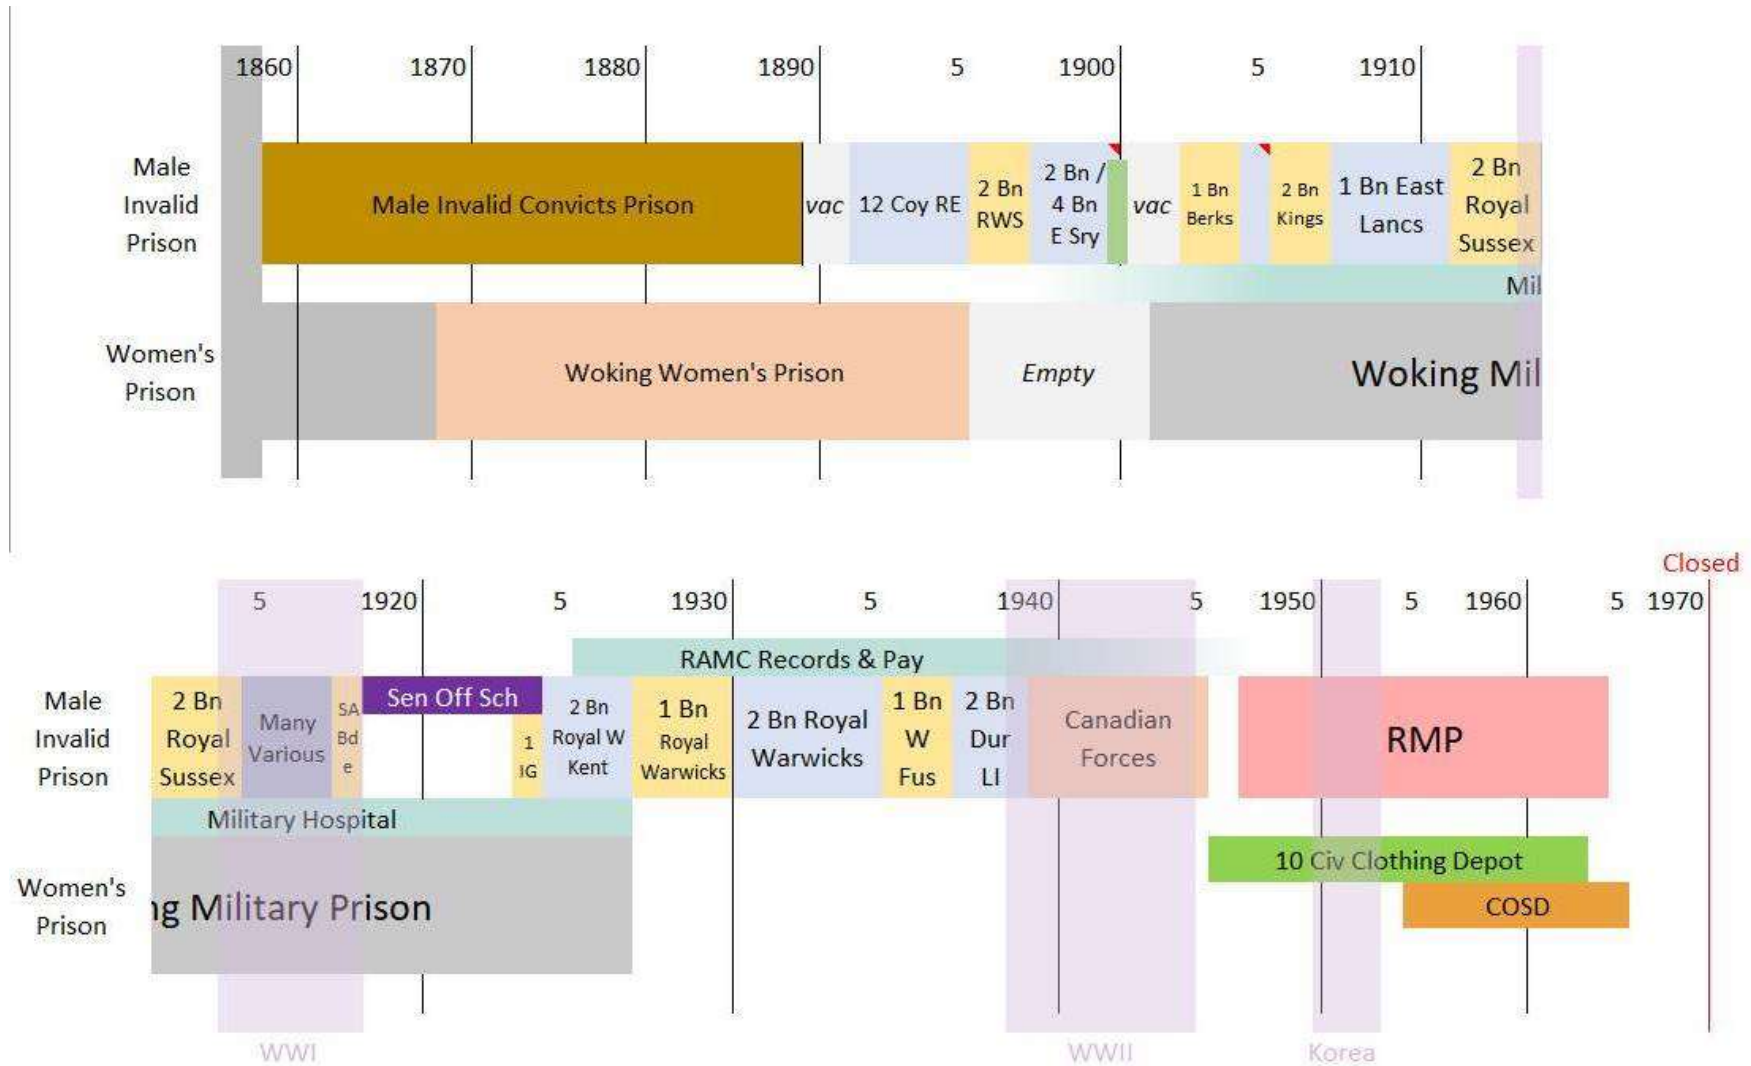 1860 1870 1880 1890 5 1900 5 1910
Male
Invalid
Prison
Male Invalid Convicts Prison
vac
12 Coy RE
2 Bn
RWS
2 Bn /
4 Bn
E Sry
vac
1 Bn
Berks
2 Bn
Kings
1 Bn East
Lancs
2 Bn
Royal
Sussex
Mil
Women's
Prison
Woking Women's Prison
Empty
Woking Mil
Closed
5 1920 5 1930 5 1940 5 1950 5 1960 5 1970
RAMC Records & Pay
Male
Invalid
Prison
2 Bn
Royal
Sussex
Many
Various
SA
Bd
e
Sen Off Sch
1
IG
2 Bn
Royal W
Kent
1 Bn
Royal
Warwicks
2 Bn Royal
Warwicks
1 Bn
W
Fus
2 Bn
Dur
LI
Canadian
Forces
RMP
Military Hospital
10 Civ Clothing Depot
Women's
Prison
ng Military Prison
COSD
WWI
WWII
Korea